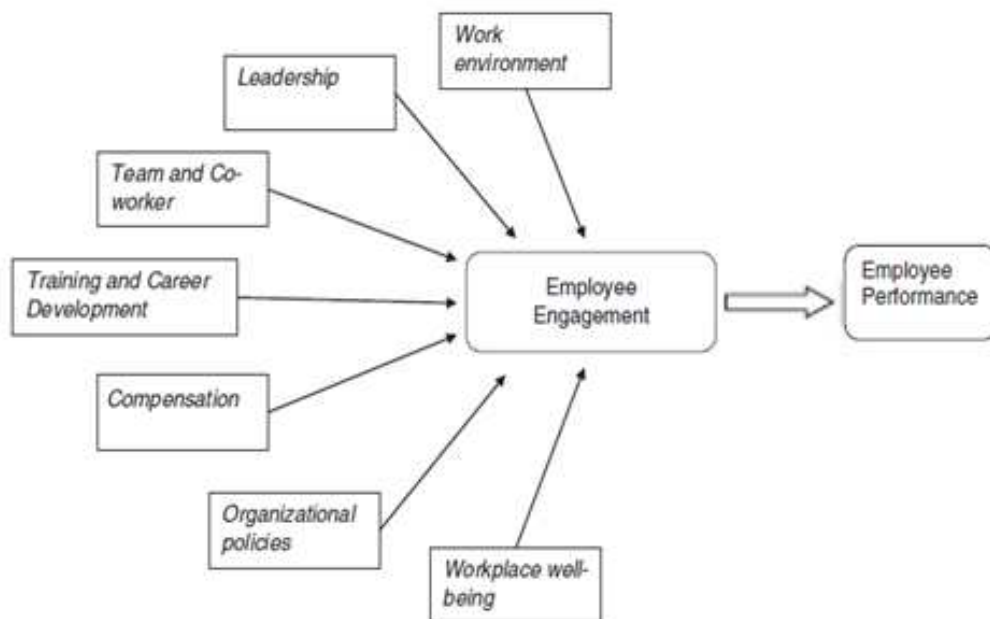 Work
environment
Leadership
Team and Co-
worker
Training and Career
Development
Compensation
Organizational
policies
Workplace well-
being
Employee
Engagement
Employee
Performance